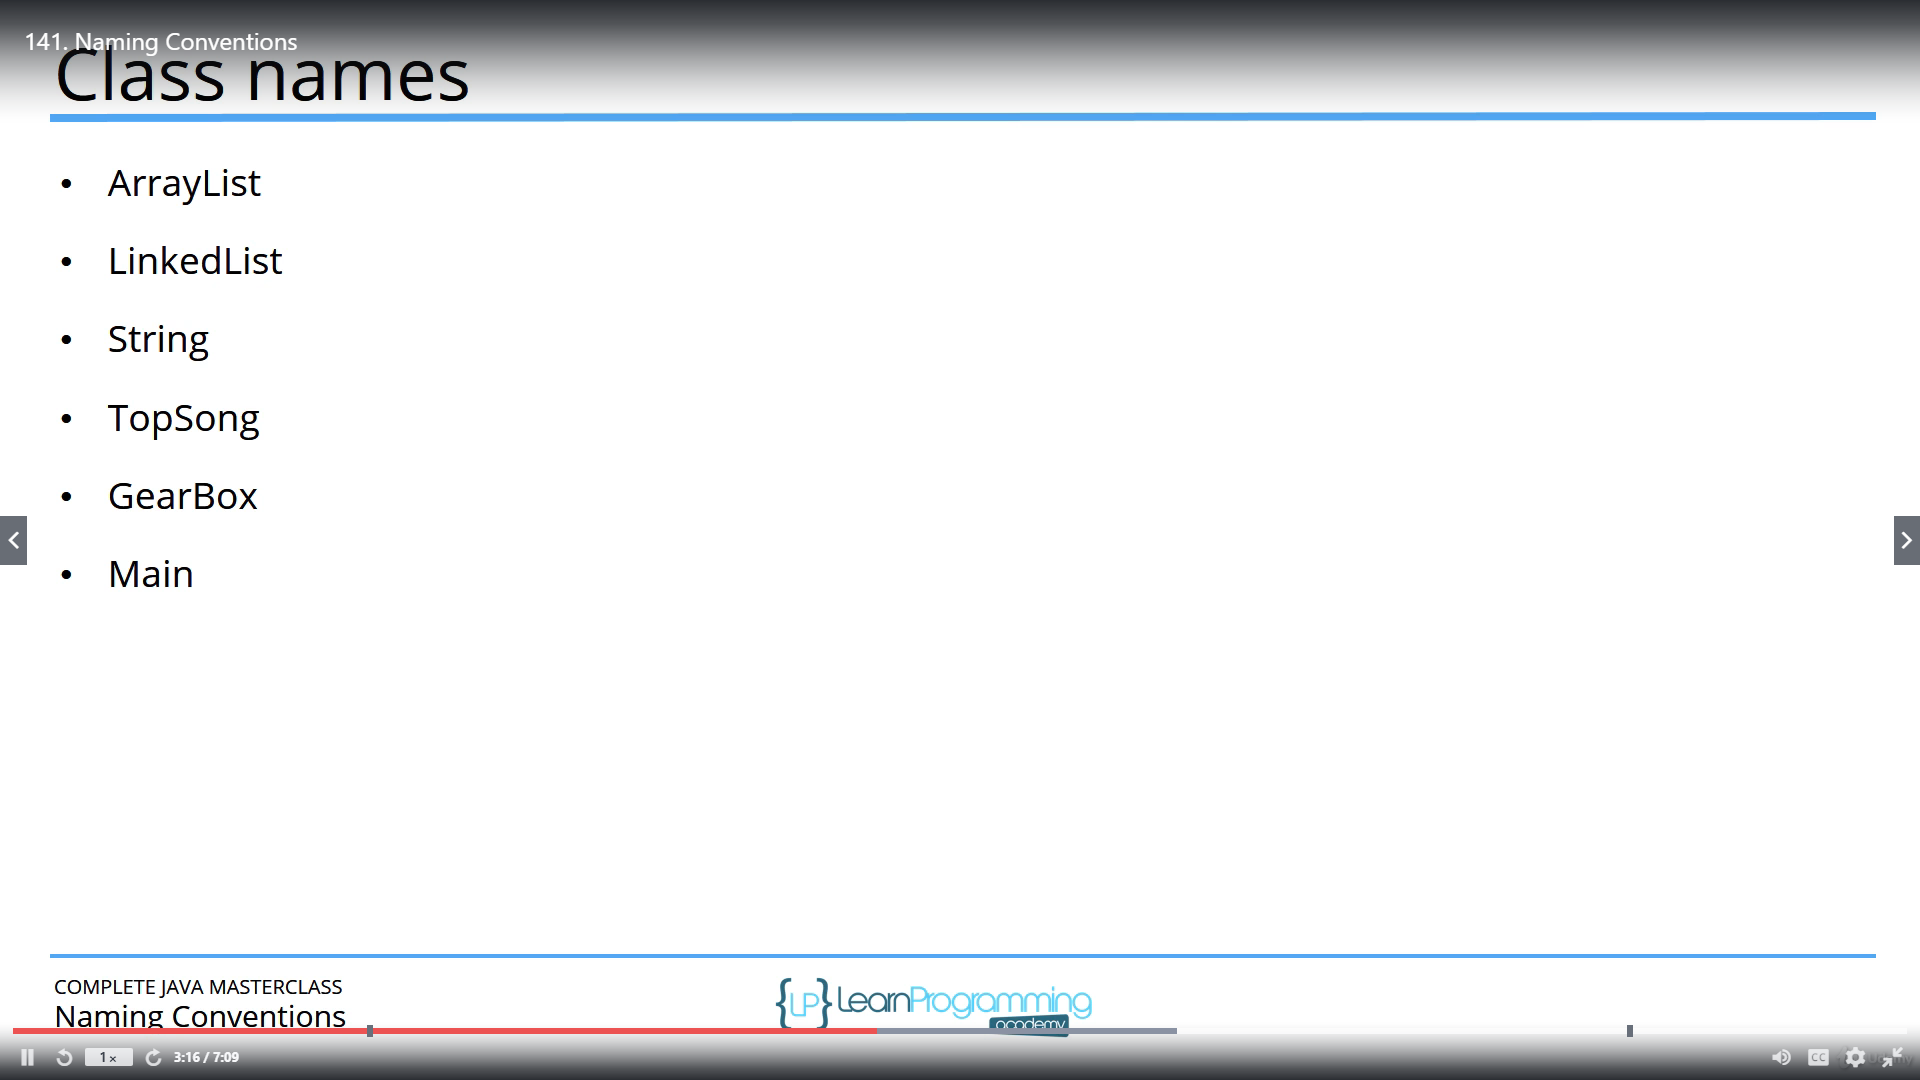 141. Naming Conventions
Class names
• ArrayList
• LinkedList
• String
• TopSong
• GearBox
• Main
COMPLETE JAVA MASTERCLASS
Naming Conventions
{LP} LearnProgramming
academy
1x
3:16 / 7:09
CC